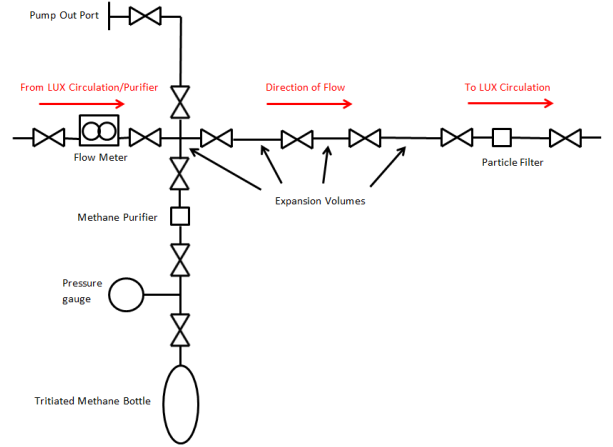 Pump Out Port
From LUX Circulation/Purifier
Direction of Flow
To LUX Circulation
Flow Meter
Particle Filter
Expansion Volumes
Methane Purifier
Pressure
gauge
Tritiated Methane Bottle